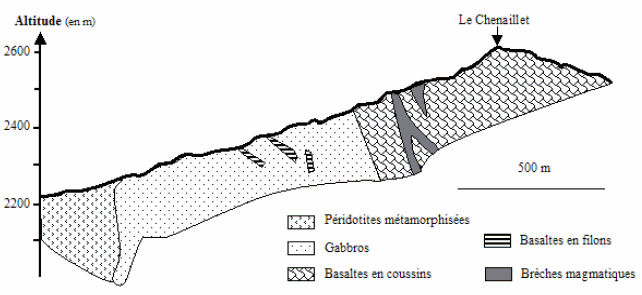 Altitude (en m)
Le Chenaillet
2600
2400
2200
500 m
Péridotites métamorphisées
Gabbros
Basaltes en coussins
Basaltes en filons
Brèches magmatiques